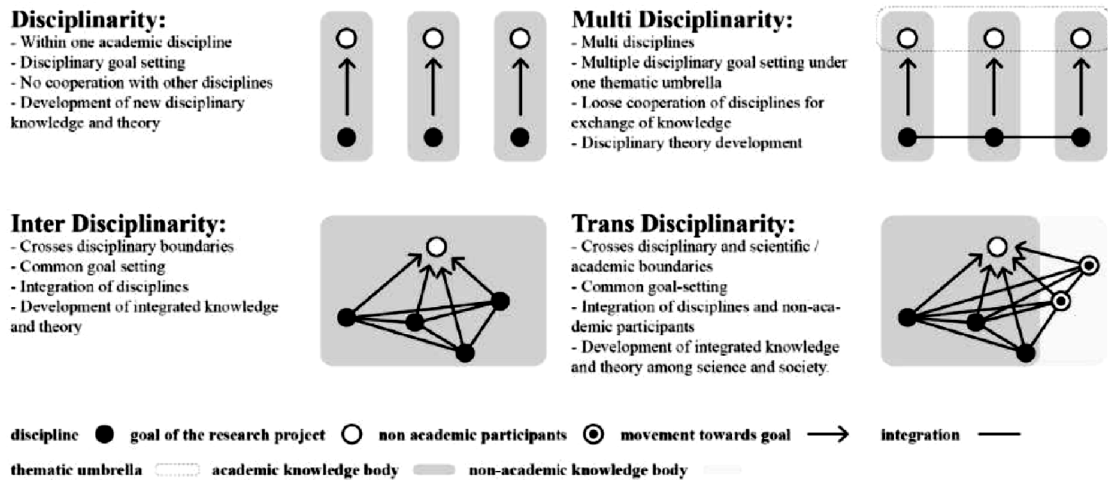 Disciplinarity:
- Within one academic discipline
- Disciplinary goal setting
- No cooperation with other disciplines
- Development of new disciplinary
knowledge and theory
Multi Disciplinarity:
- Multi disciplines
- Multiple disciplinary goal setting under
one thematic umbrella
- Loose cooperation of disciplines for
exchange of knowledge
- Disciplinary theory development
Inter Disciplinarity:
- Crosses disciplinary boundaries
- Common goal setting
- Integration of disciplines
- Development of integrated knowledge
and theory
Trans Disciplinarity:
- Crosses disciplinary and scientific /
academic boundaries
- Common goal-setting
- Integration of disciplines and non-aca-
demic participants
- Development of integrated knowledge
and theory among science and society.
discipline goal of the research project non academic participants movement towards goal integration
thematic umbrella academic knowledge body non-academic knowledge body